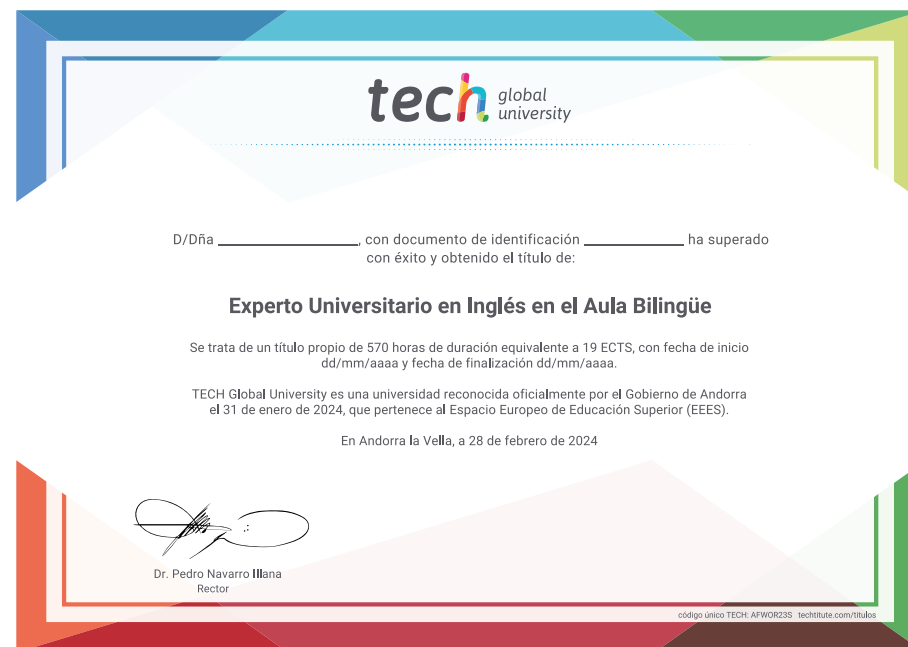 tech global
university
D/Dña ____________________, con documento de identificación ______________ ha superado
con éxito y obtenido el título de:
Experto Universitario en Inglés en el Aula Bilingüe
Se trata de un título propio de 570 horas de duración equivalente a 19 ECTS, con fecha de inicio
dd/mm/aaaa y fecha de finalización dd/mm/aaaa.
TECH Global University es una universidad reconocida oficialmente por el Gobierno de Andorra
el 31 de enero de 2024, que pertenece al Espacio Europeo de Educación Superior (EEES).
En Andorra la Vella, a 28 de febrero de 2024
Dr. Pedro Navarro Illana
Rector
código único TECH: AFWOR23S techtitute.com/titulos